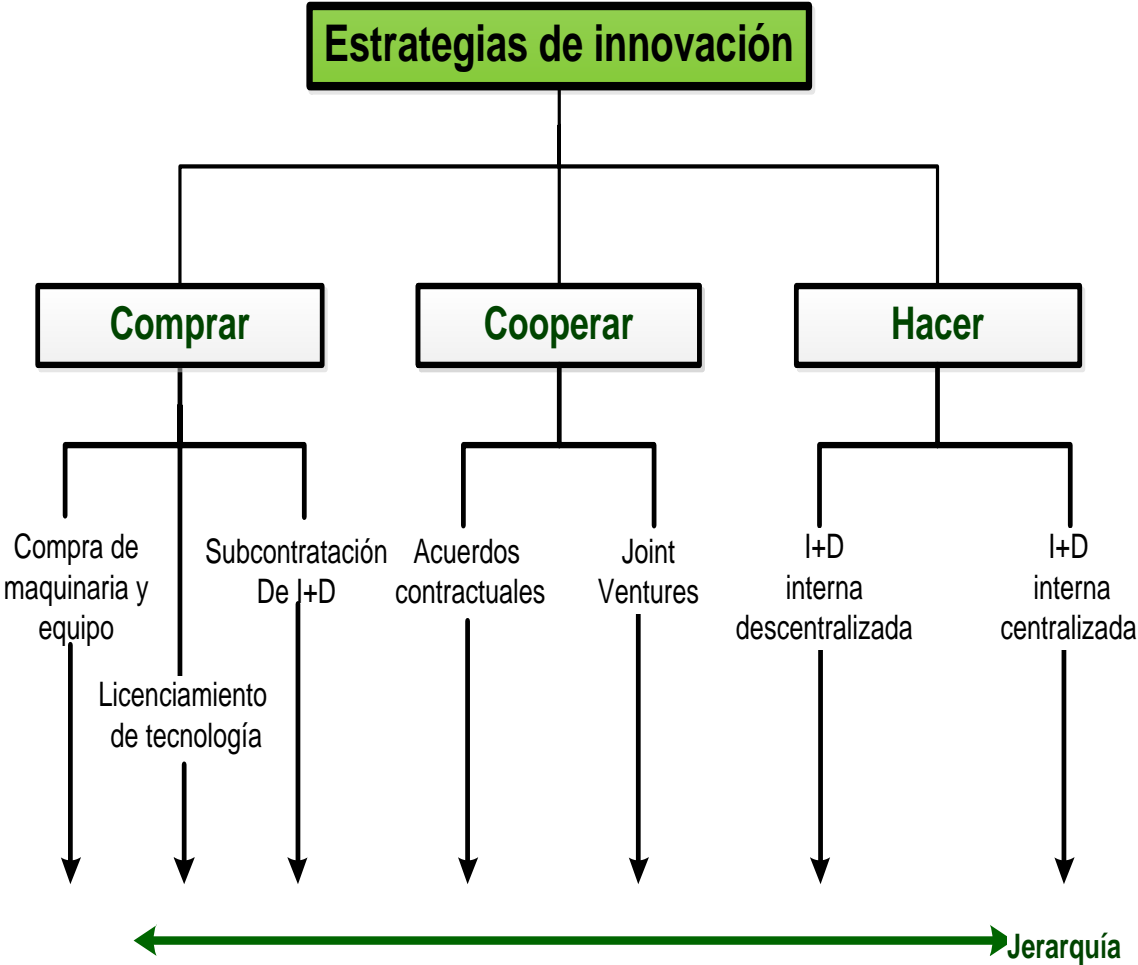 Estrategias de innovación
Comprar
Cooperar
Hacer
Compra de
maquinaria y
equipo
Licenciamiento
de tecnología
Subcontratación
De I+D
Acuerdos
contractuales
Joint
Ventures
I+D
interna
descentralizada
I+D
interna
centralizada
Jerarquía